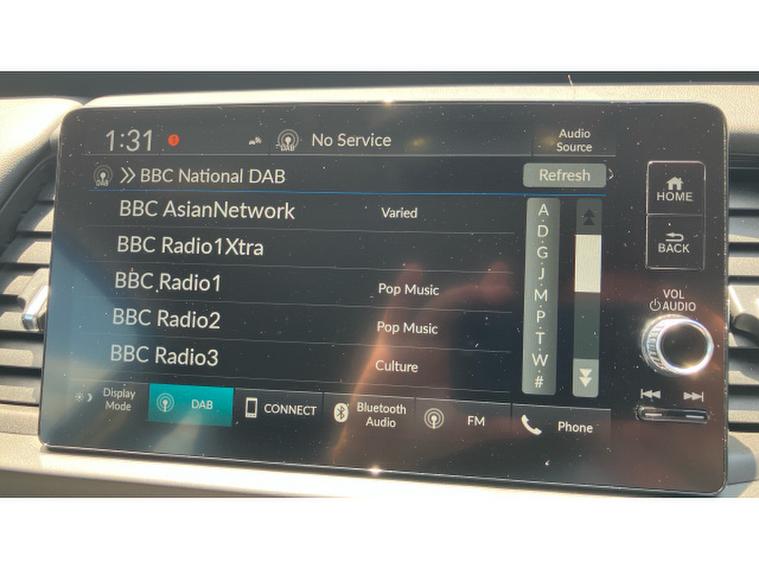 1:31
DAB
No Service
Audio
Source
DAB
BBC National DAB
Refresh
BBC AsianNetwork
Varied
BBC Radio1Xtra
BBC Radio1
Pop Music
BBC Radio2
Pop Music
BBC Radio3
Culture
A
D
G
J
M
P
T
W
#
Display
Mode
DAB
CONNECT
Bluetooth
Audio
FM
Phone
HOME
BACK
VOL
AUDIO